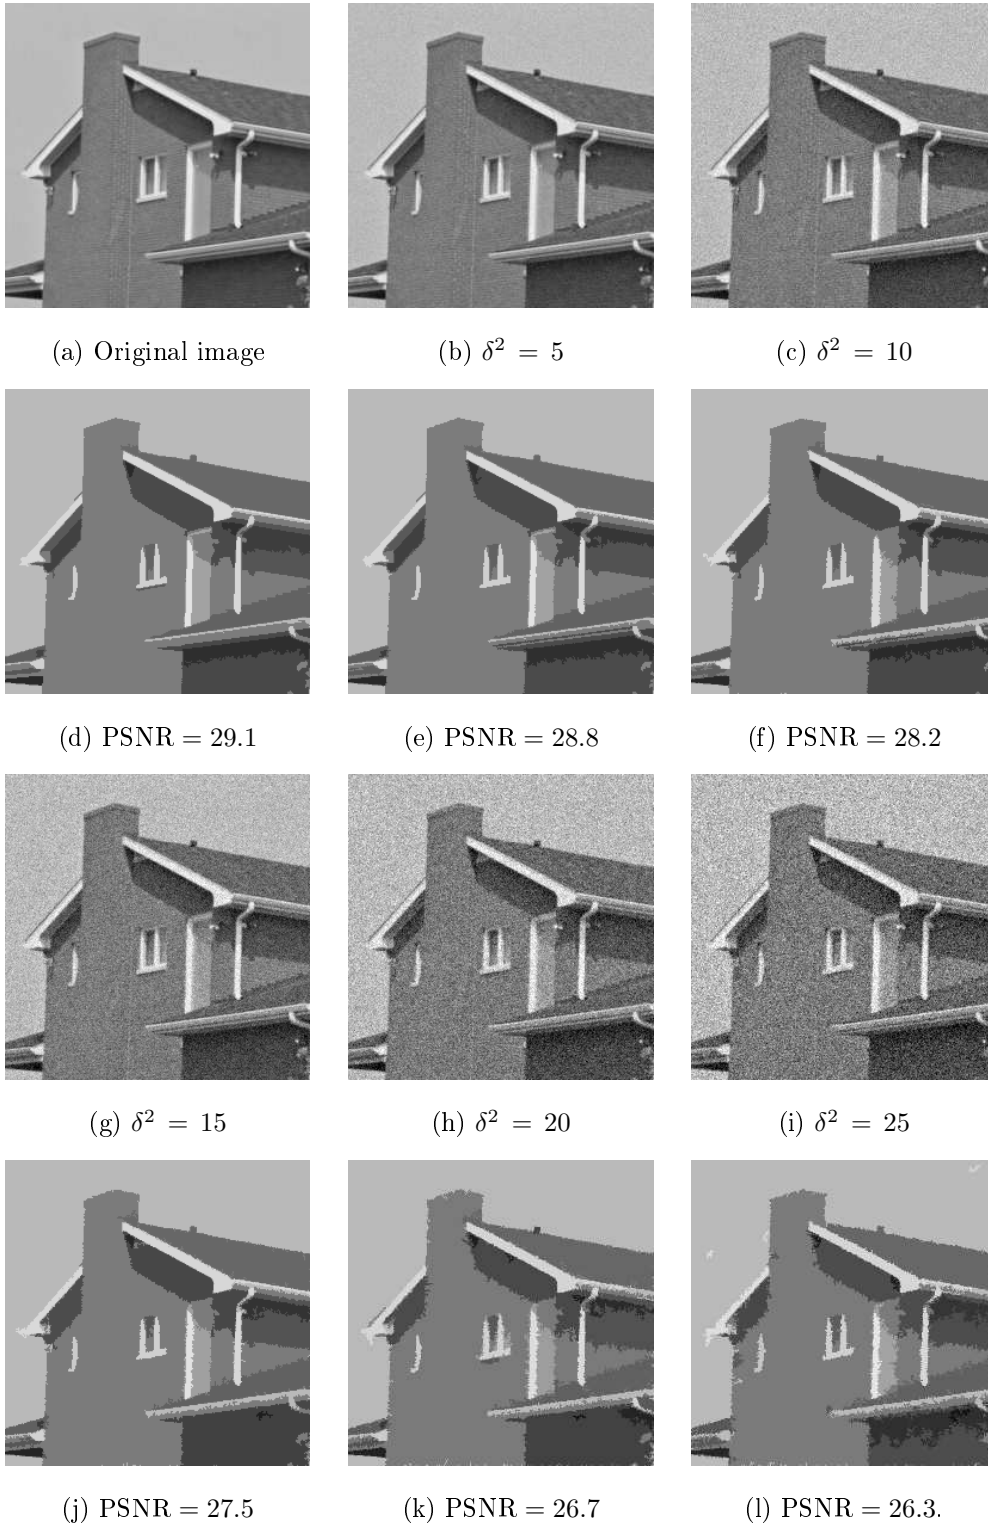 (a) Original image
(b) δ² = 5
(c) δ² = 10
(d) PSNR = 29.1
(e) PSNR = 28.8
(f) PSNR = 28.2
(g) δ² = 15
(h) δ² = 20
(i) δ² = 25
(j) PSNR = 27.5
(k) PSNR = 26.7
(l) PSNR = 26.3.